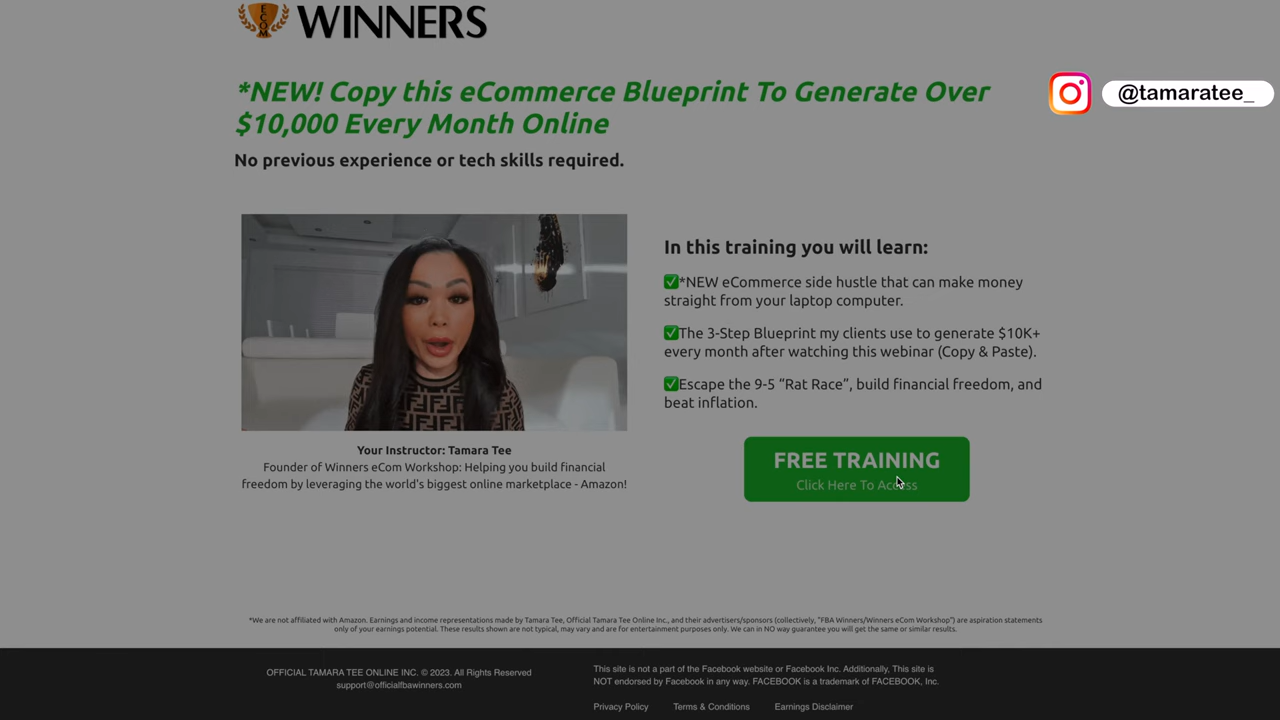 ECOM WINNERS
@tamaratee_
*NEW! Copy this eCommerce Blueprint To Generate Over
$10,000 Every Month Online
No previous experience or tech skills required.
In this training you will learn:
✅*NEW eCommerce side hustle that can make money
straight from your laptop computer.
✅The 3-Step Blueprint my clients use to generate $10K+
every month after watching this webinar (Copy & Paste).
✅Escape the 9-5 “Rat Race”, build financial freedom, and
beat inflation.
Your Instructor: Tamara Tee
Founder of Winners eCom Workshop: Helping you build financial
freedom by leveraging the world's biggest online marketplace - Amazon!
FREE TRAINING
Click Here To Access
*We are not affiliated with Amazon. Earnings and income representations made by Tamara Tee, Official Tamara Tee Online Inc., and their advertisers/sponsors (collectively, "FBA Winners/Winners eCom Workshop") are aspiration statements
only of your earnings potential. These results shown are not typical, may vary and are for entertainment purposes only. We can in NO way guarantee you will get the same or similar results.
OFFICIAL TAMARA TEE ONLINE INC. © 2023. All Rights Reserved
support@officialfbawinners.com
This site is not a part of the Facebook website or Facebook Inc. Additionally, This site is
NOT endorsed by Facebook in any way. FACEBOOK is a trademark of FACEBOOK, Inc.
Privacy Policy Terms & Conditions Earnings Disclaimer